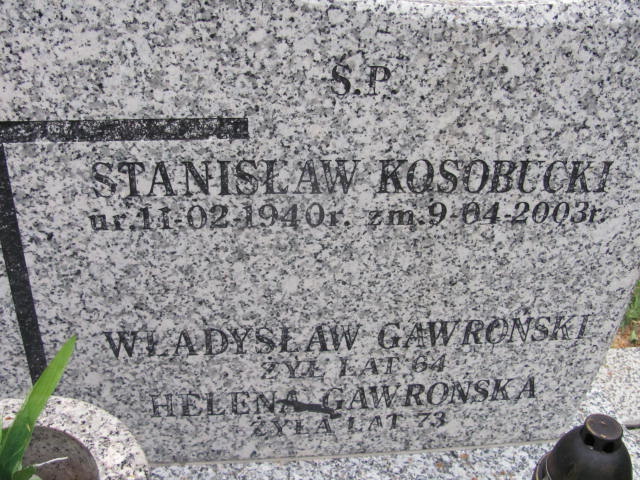 Ś.P.
STANISŁAW KOSOBUCKI
ur.11-02-1940r. zm.9-04-2003r.
WŁADYSŁAW GAWROŃSKI
ŻYŁ LAT 64
HELENA GAWROŃSKA
ŻYŁA LAT 73